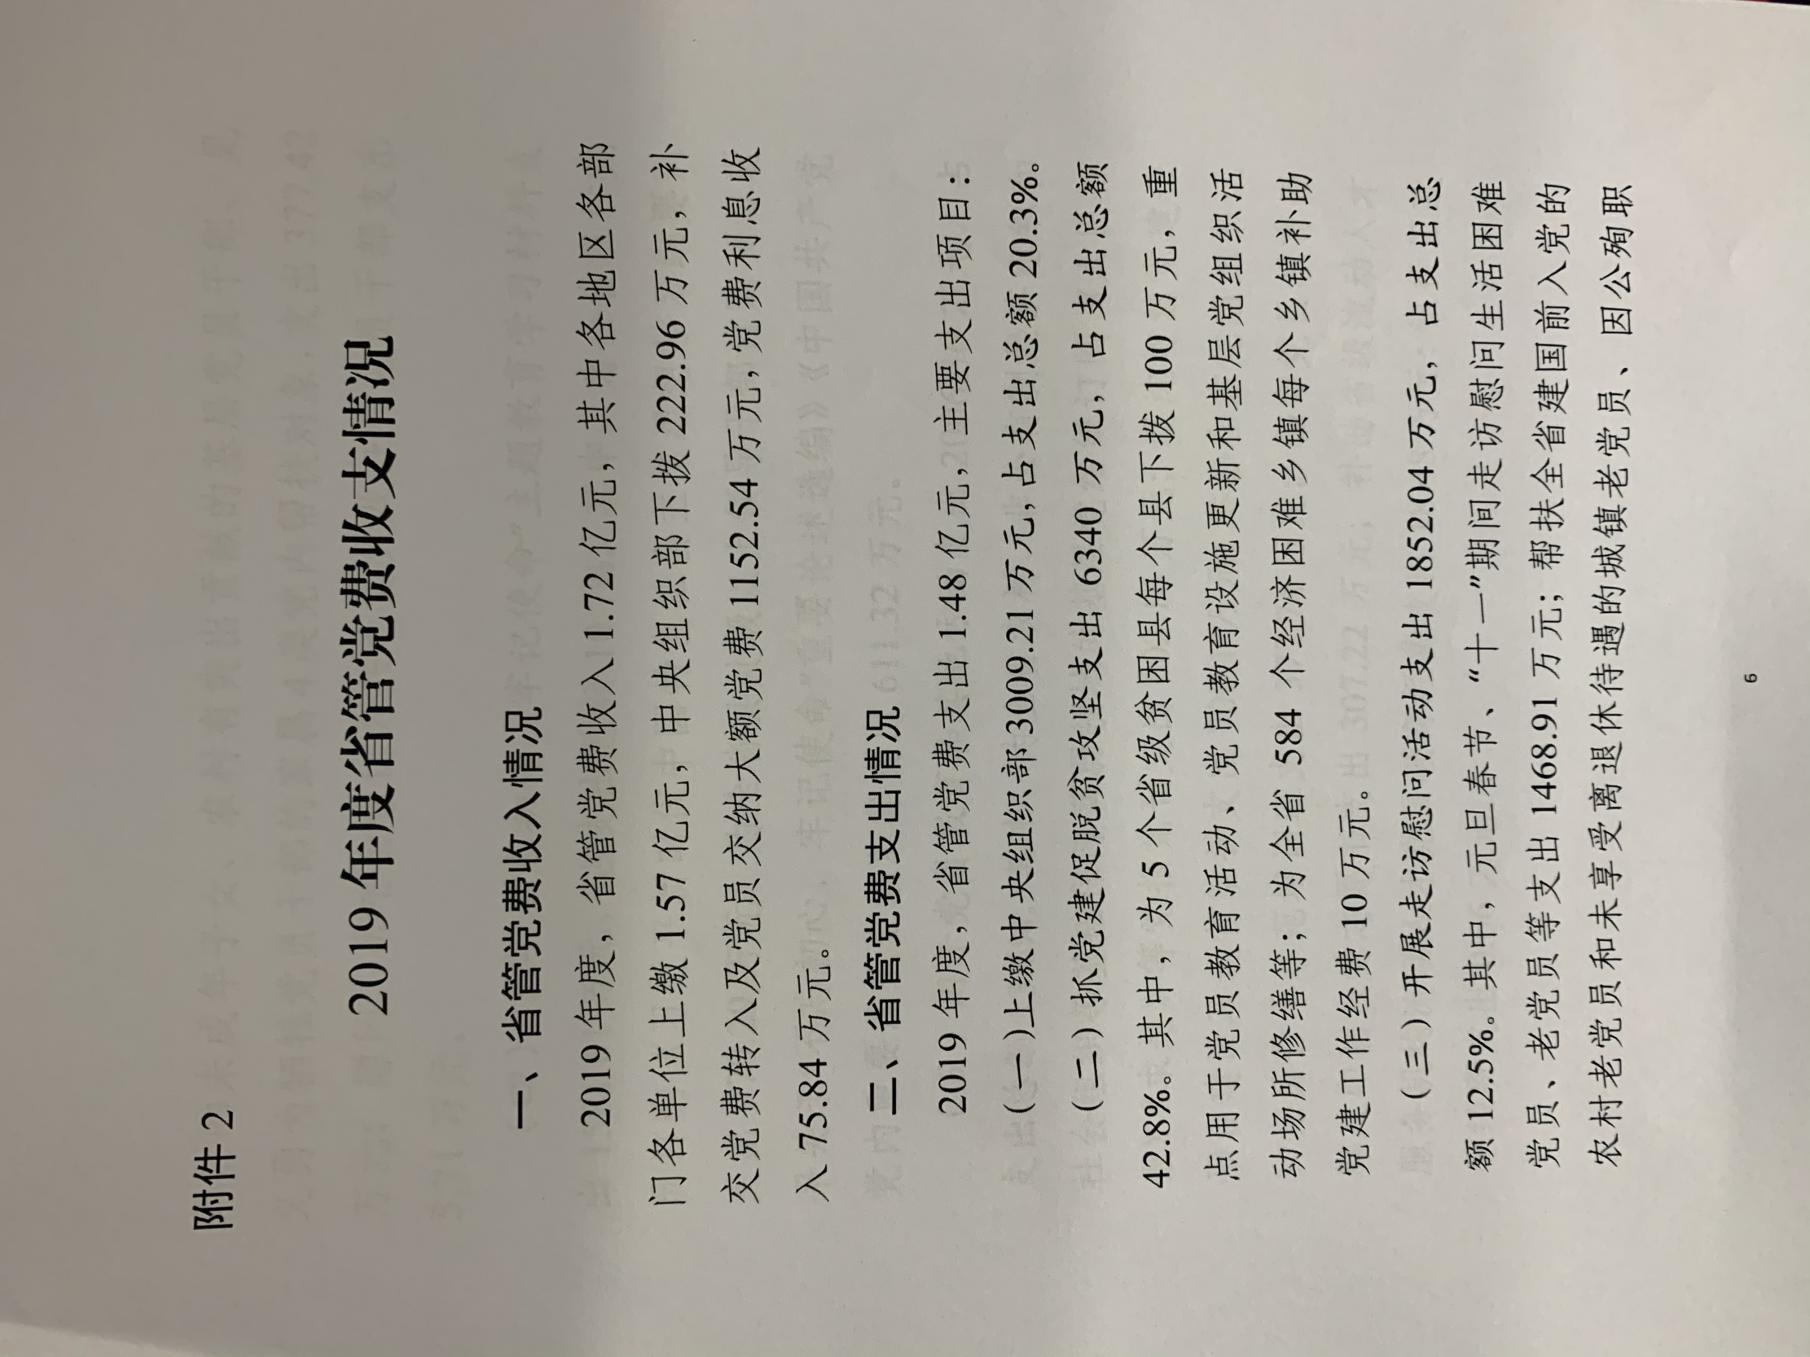 附件 2
2019 年度省管党费收支情况
一、省管党费收入情况
2019 年度，省管党费收入 1.72 亿元，其中各地区各部
门各单位上缴 1.57 亿元，中央组织部下拨 222.96 万元，补
交党费转入及党员交纳大额党费 1152.54 万元，党费利息收
入 75.84 万元。
二、省管党费支出情况
2019 年度，省管党费支出 1.48 亿元，主要支出项目：
（一）上缴中央组织部 3009.21 万元，占支出总额 20.3%。
（二）抓党建促脱贫攻坚支出 6340 万元，占支出总额
42.8%。其中，为 5 个省级贫困县每个县下拨 100 万元，重
点用于党员教育活动、党员教育设施更新和基层党组织活
动场所修缮等；为全省 584 个经济困难乡镇每个乡镇补助
党建工作经费 10 万元。
（三）开展走访慰问活动支出 1852.04 万元，占支出总
额 12.5%。其中，元旦春节、“十一”期间走访慰问生活困难
党员、老党员等支出 1468.91 万元；帮扶全省建国前入党的
农村老党员和未享受离退休待遇的城镇老党员、因公殉职
6